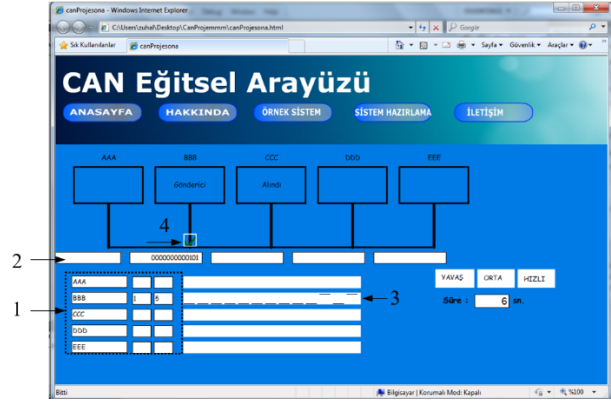 canProjesona - Windows Internet Explorer
C:\Users\zuhal\Desktop\CanProjemmm\canProjesona.html
Google
Sık Kullanılanlar canProjesona
Sayfa Güvenlik Araçlar
CAN Eğitsel Arayüzü
ANASAYFA HAKKINDA ÖRNEK SİSTEM SİSTEM HAZIRLAMA İLETİŞİM
AAA BBB CCC DDD EEE
Gönderici Alındı
4
2
0000000000101
YAVAŞ ORTA HIZLI
AAA
BBB 1 5
3
Süre : 6 sn.
1
CCC
DDD
EEE
Bitti Bilgisayar | Korumalı Mod: Kapalı %100